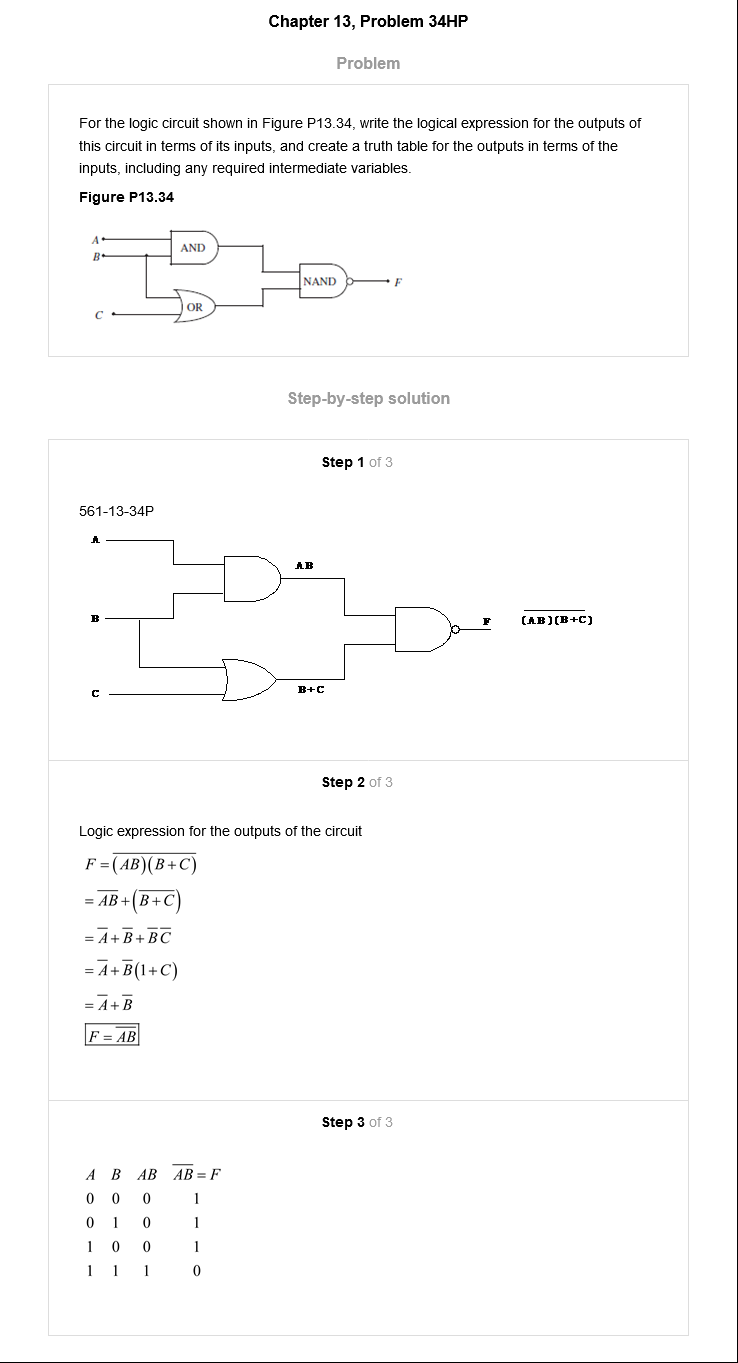 Chapter 13, Problem 34HP
Problem
For the logic circuit shown in Figure P13.34, write the logical expression for the outputs of
this circuit in terms of its inputs, and create a truth table for the outputs in terms of the
inputs, including any required intermediate variables.
Figure P13.34
A
B
AND
NAND
F
OR
C
Step-by-step solution
Step 1 of 3
561-13-34P
A
AB
B
F
(AB)(B+C)‾
C
B+C
Step 2 of 3
Logic expression for the outputs of the circuit
F = \overline{(AB)(B+C)}
= \overline{AB} + (\overline{B+C})
= \overline{A} + \overline{B} + \overline{B}\,\overline{C}
= \overline{A} + \overline{B}(1+C)
= \overline{A} + \overline{B}
F = \overline{AB}
Step 3 of 3
A B AB \overline{AB} = F
0 0 0 1
0 1 0 1
1 0 0 1
1 1 1 0